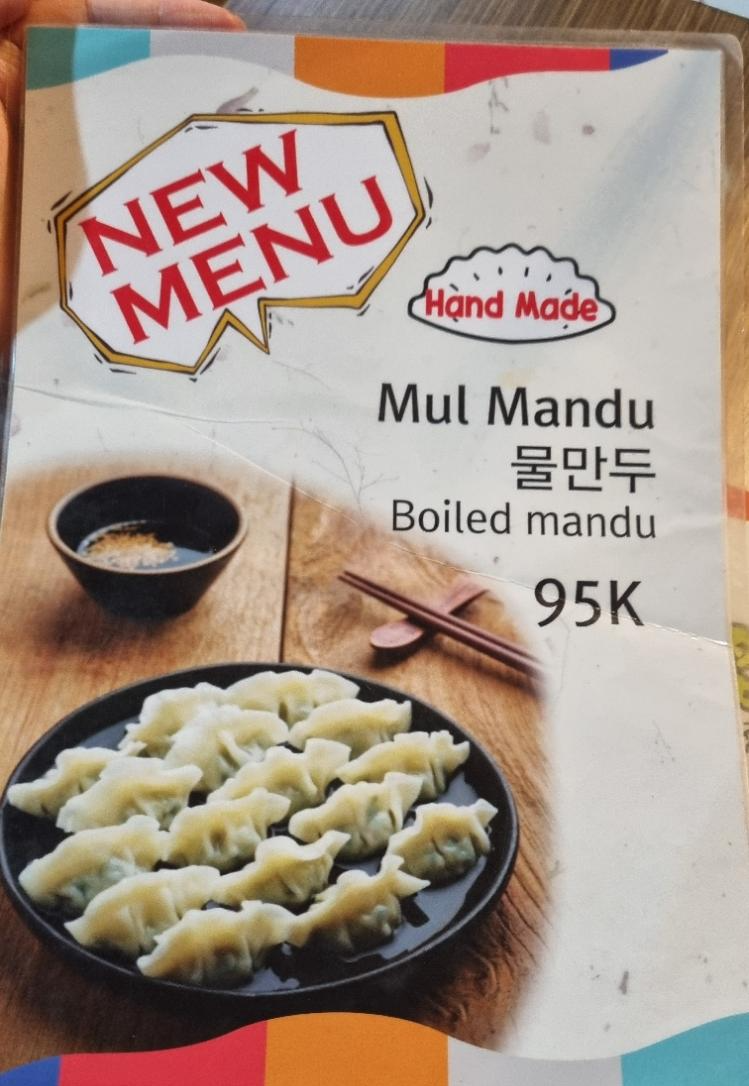 NEW
MENU
Hand Made
Mul Mandu
물만두
Boiled mandu
95K